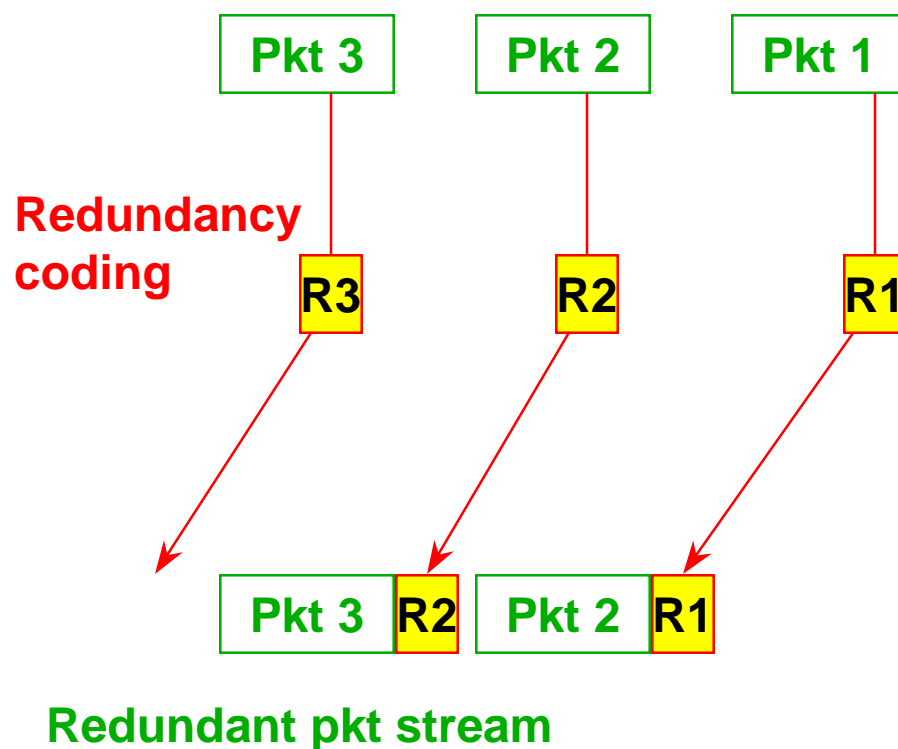 Pkt 3 Pkt 2 Pkt 1
Redundancy
coding
R3 R2 R1
Pkt 3 R2 Pkt 2 R1
Redundant pkt stream